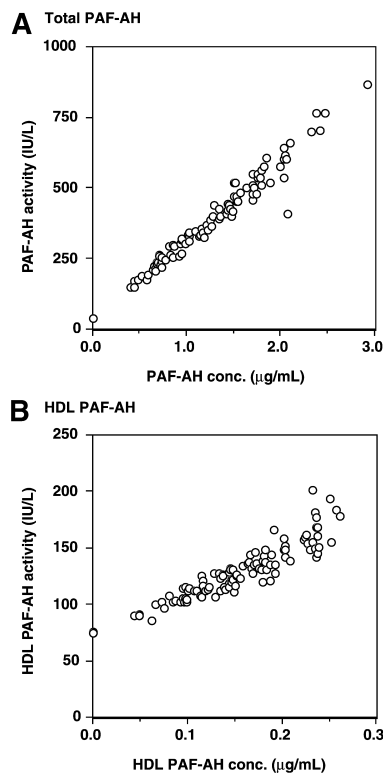 A Total PAF-AH
1000
750
500
250
0
0.0 1.0 2.0 3.0
PAF-AH activity (IU/L)
PAF-AH conc. (μg/mL)
B HDL PAF-AH
250
200
150
100
50
0
0.0 0.1 0.2 0.3
HDL PAF-AH activity (IU/L)
HDL PAF-AH conc. (μg/mL)